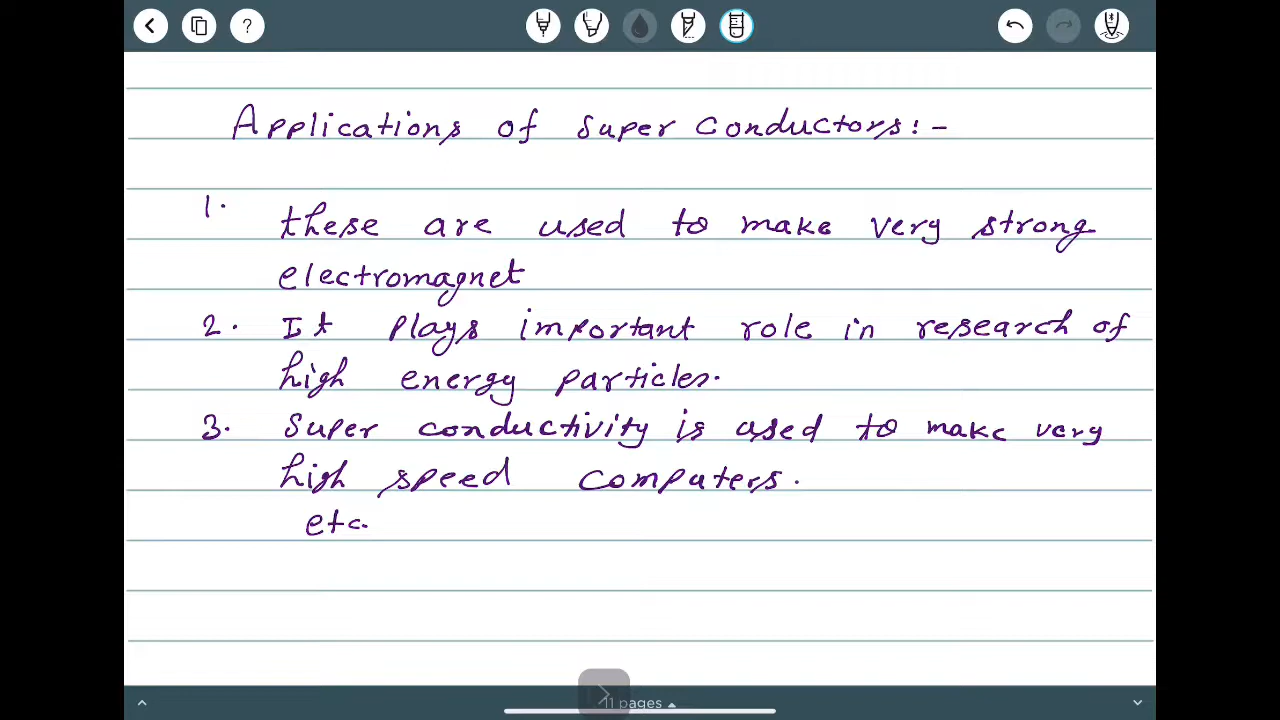 ?
Applications of Super Conductors:-
1. these are used to make very strong
electromagnet
2. It plays important role in research of
high energy particles.
3. Super conductivity is used to make very
high speed computers.
etc.
11 pages